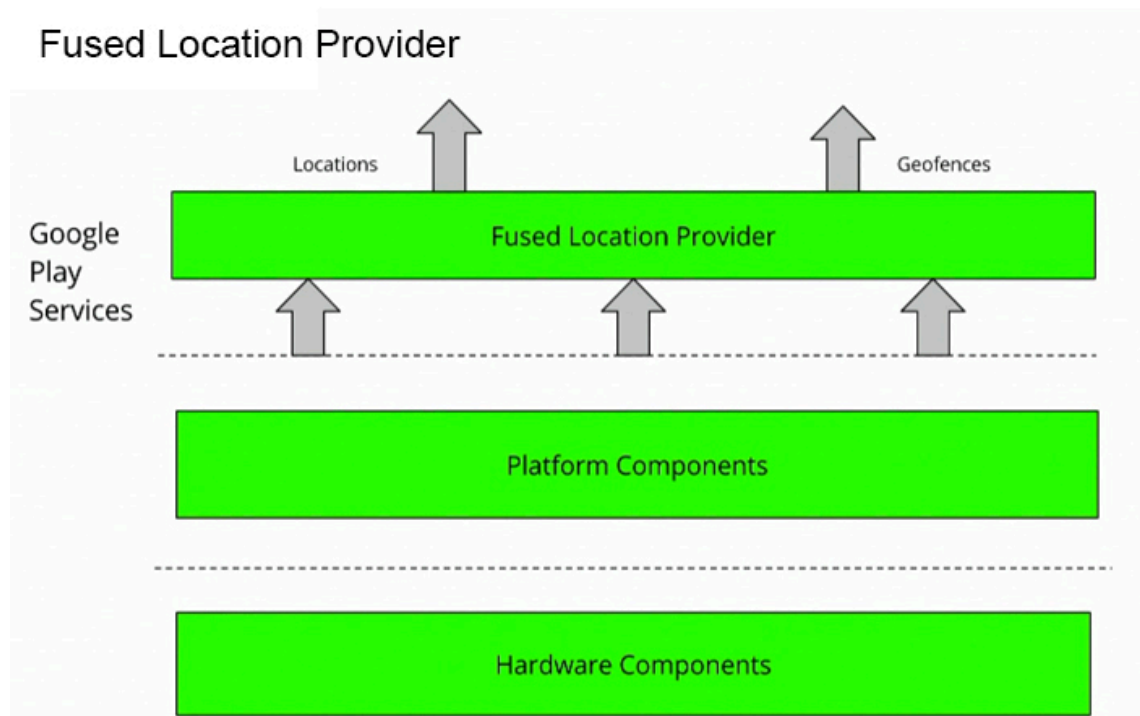 Fused Location Provider
Locations
Geofences
Google
Play
Services
Fused Location Provider
Platform Components
Hardware Components